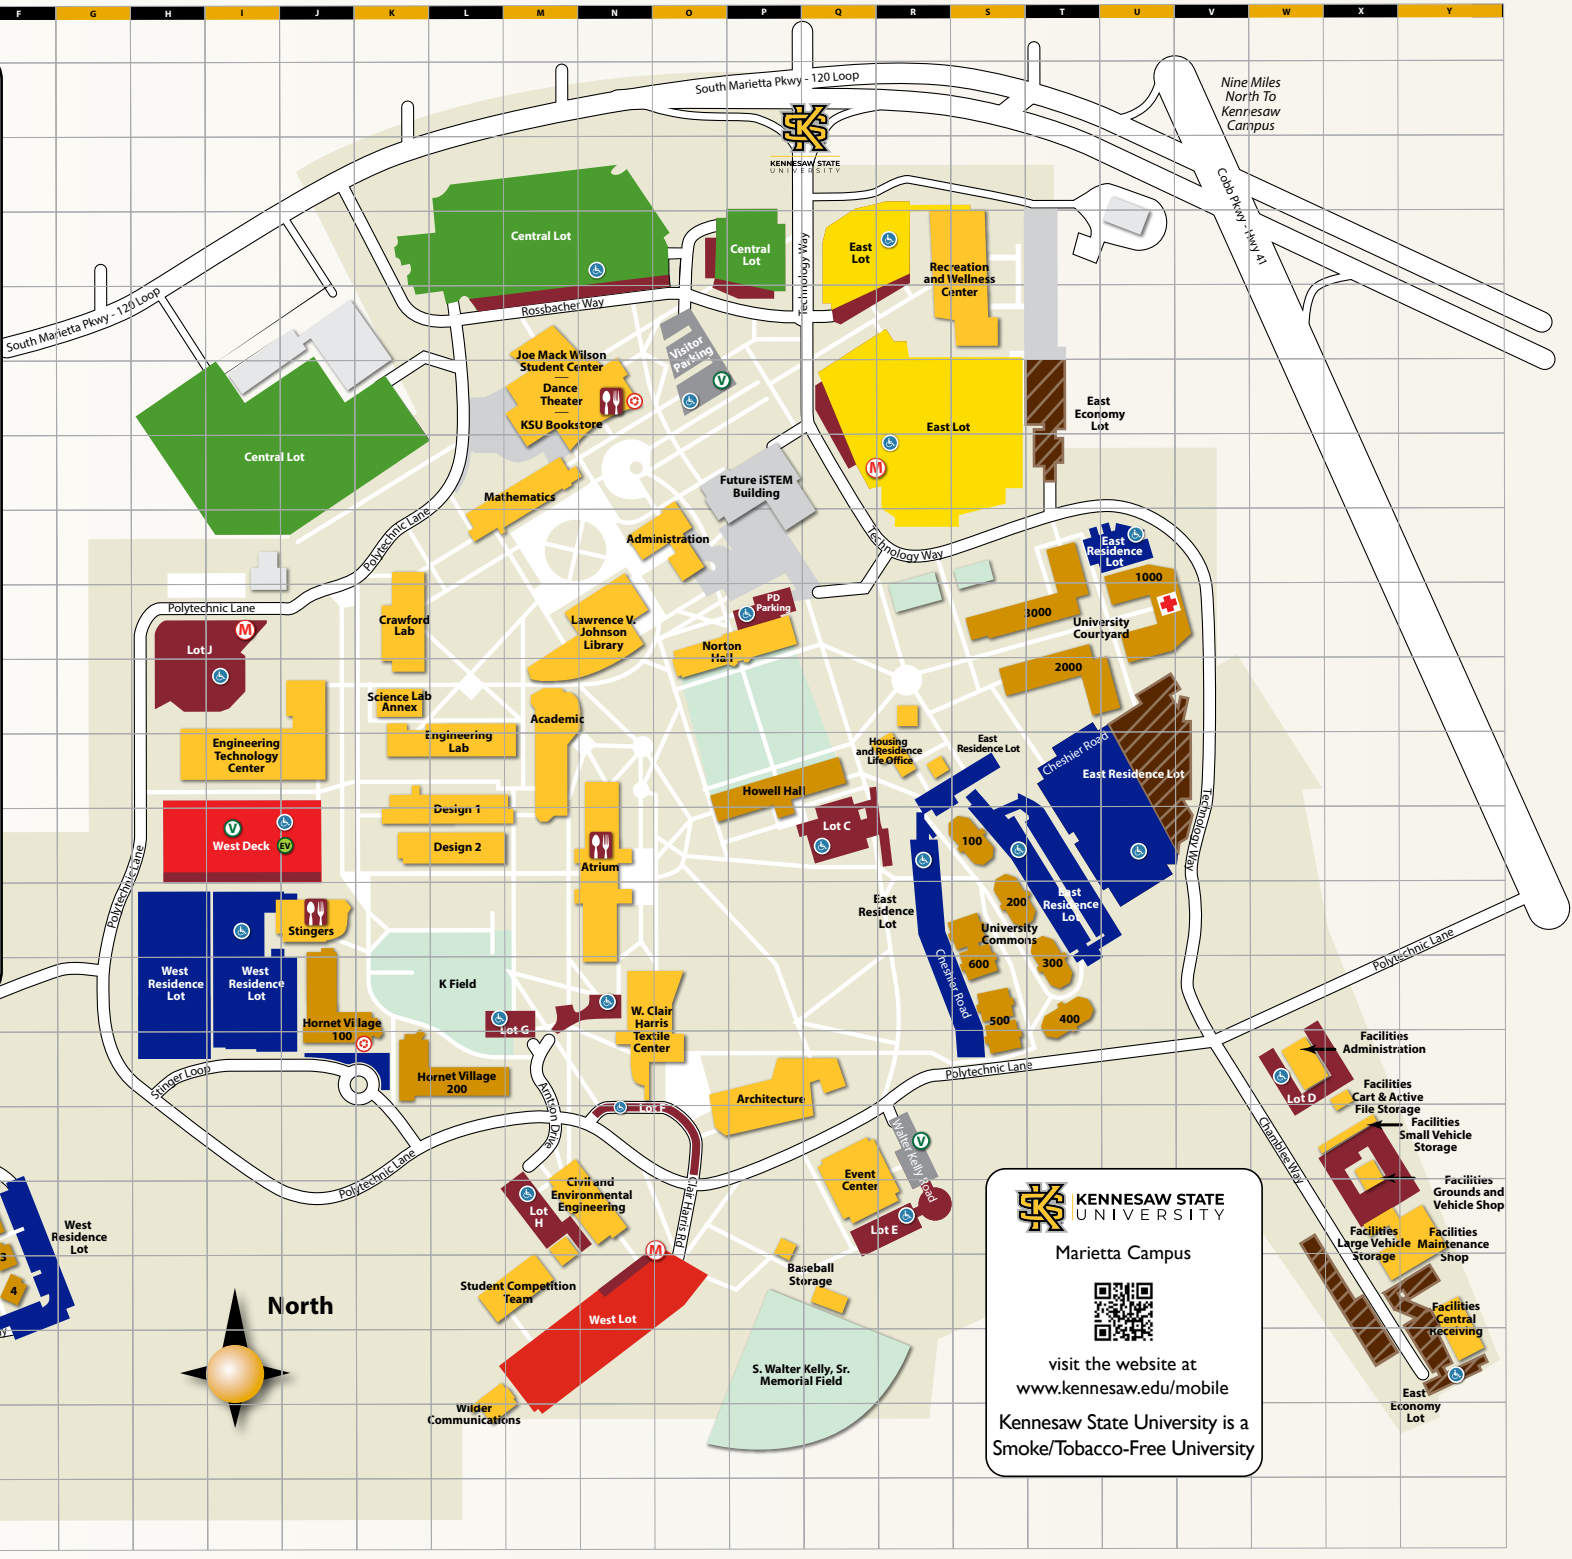 F G H I J K L M N O P Q R S T U V W X Y
South Marietta Pkwy - 120 Loop
Nine Miles
North To
Kennesaw
Campus
KENNESAW STATE
UNIVERSITY
Cobb Pkwy - Hwy 41
Central Lot
Central
Lot
Technology Way
East
Lot
Recreation
and Wellness
Center
South Marietta Pkwy - 120 Loop
Rossbacher Way
Visitor
Parking
V
Joe Mack Wilson
Student Center
Dance
Theater
KSU Bookstore
East
Economy
Lot
East Lot
M
Central Lot
Mathematics
Future iSTEM
Building
Polytechnic Lane
Administration
Technology Way
East
Residence
Lot
1000
PD
Parking
3000
University
Courtyard
Polytechnic Lane
Crawford
Lab
Lawrence V.
Johnson
Library
Norton
Hall
M
Lot J
2000
Science Lab
Annex
Academic
Engineering
Lab
Engineering
Technology
Center
Housing
and Residence
Life Office
East
Residence Lot
Cheshier Road
East Residence Lot
Howell Hall
Design 1
Technology Way
V
West Deck
EV
Design 2
Lot C
100
Atrium
Polytechnic Lane
200
East
Residence
Lot
East
Residence
Lot
Stingers
University
Commons
600
300
Polytechnic Lane
West
Residence
Lot
West
Residence
Lot
K Field
Cheshier Road
Lot G
W. Clair
Harris
Textile
Center
500
400
Hornet Village
100
Facilities
Administration
Stinger Loop
Hornet Village
200
Polytechnic Lane
Lot D
Facilities
Cart & Active
File Storage
Arntson Drive
Lot F
Architecture
Facilities
Small Vehicle
Storage
Walter Kelly Road
V
Chamblee Way
Polytechnic Lane
Event
Center
Civil and
Environmental
Engineering
Clair Harris Rd
Facilities
Grounds and
Vehicle Shop
Lot
H
Lot E
West
Residence
Lot
KENNESAW STATE
UNIVERSITY
Facilities
Large Vehicle
Storage
Facilities
Maintenance
Shop
M
Marietta Campus
Baseball
Storage
Student Competition
Team
4
North
West Lot
Facilities
Central
Receiving
visit the website at
www.kennesaw.edu/mobile
S. Walter Kelly, Sr.
Memorial Field
Wilder
Communications
East
Economy
Lot
Kennesaw State University is a
Smoke/Tobacco-Free University